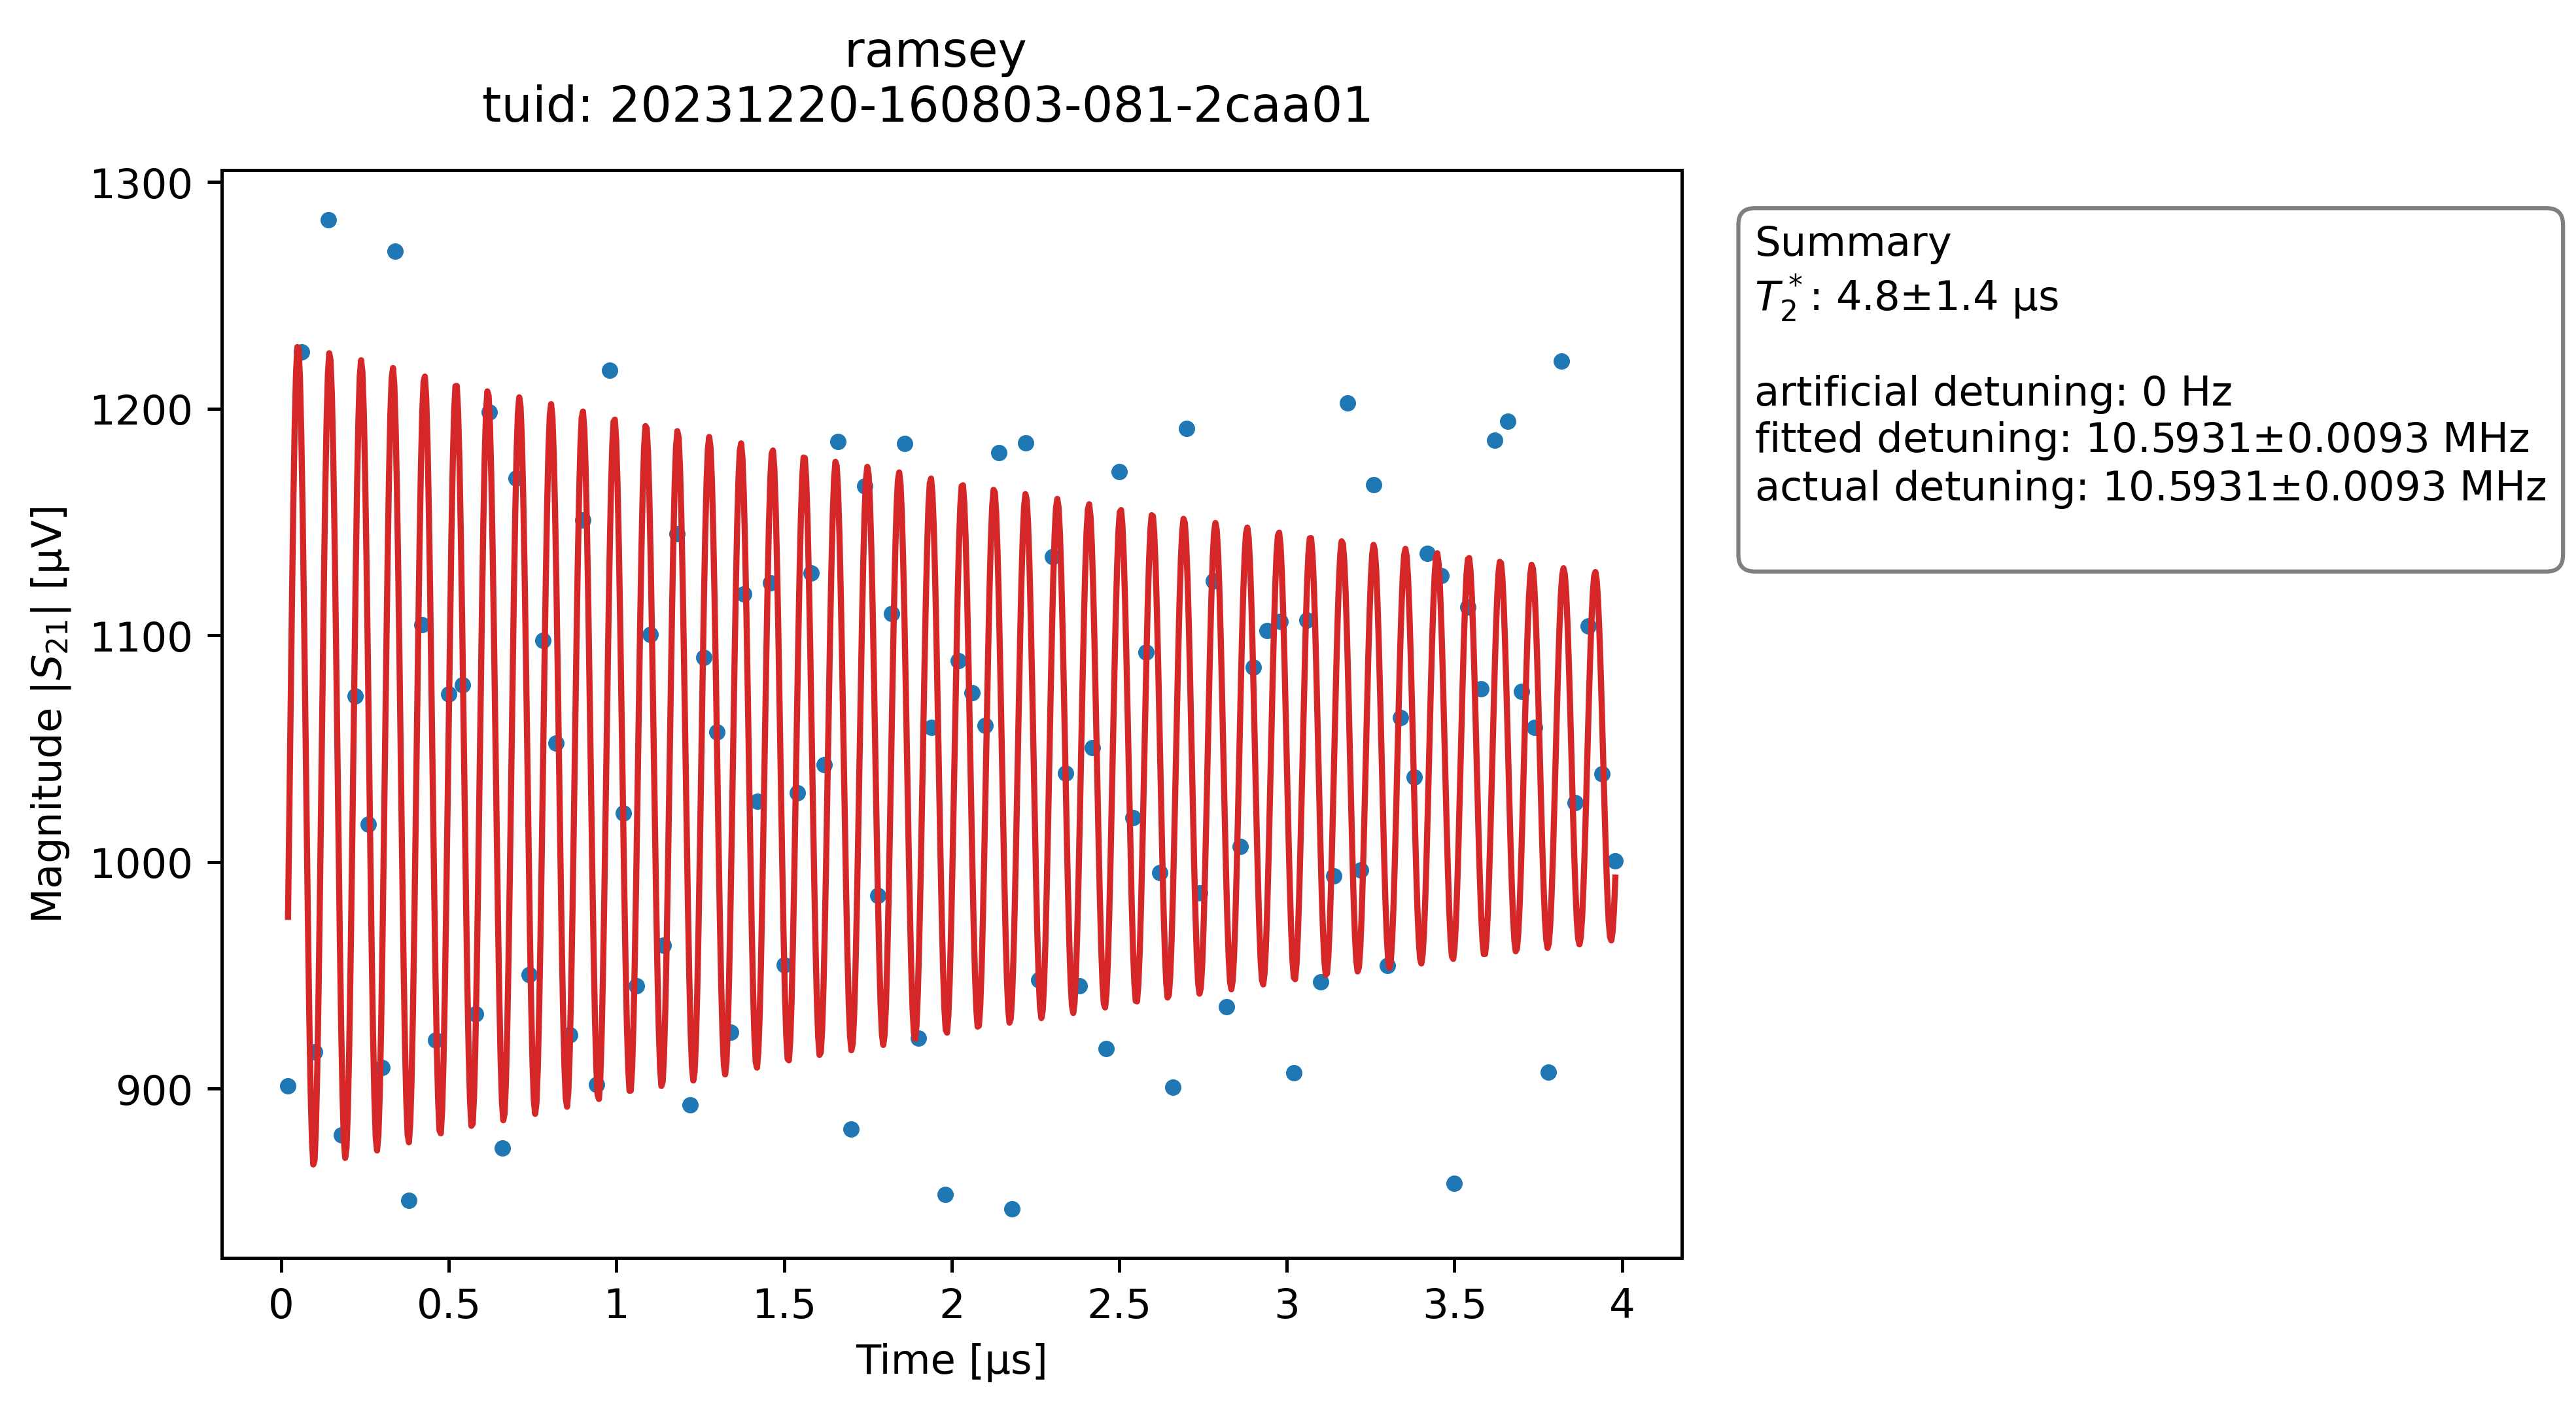 ramsey
tuid: 20231220-160803-081-2caa01
1300
1200
1100
1000
900
Magnitude |S21| [µV]
0 0.5 1 1.5 2 2.5 3 3.5 4
Time [µs]
Summary
T2*: 4.8±1.4 µs
artificial detuning: 0 Hz
fitted detuning: 10.5931±0.0093 MHz
actual detuning: 10.5931±0.0093 MHz